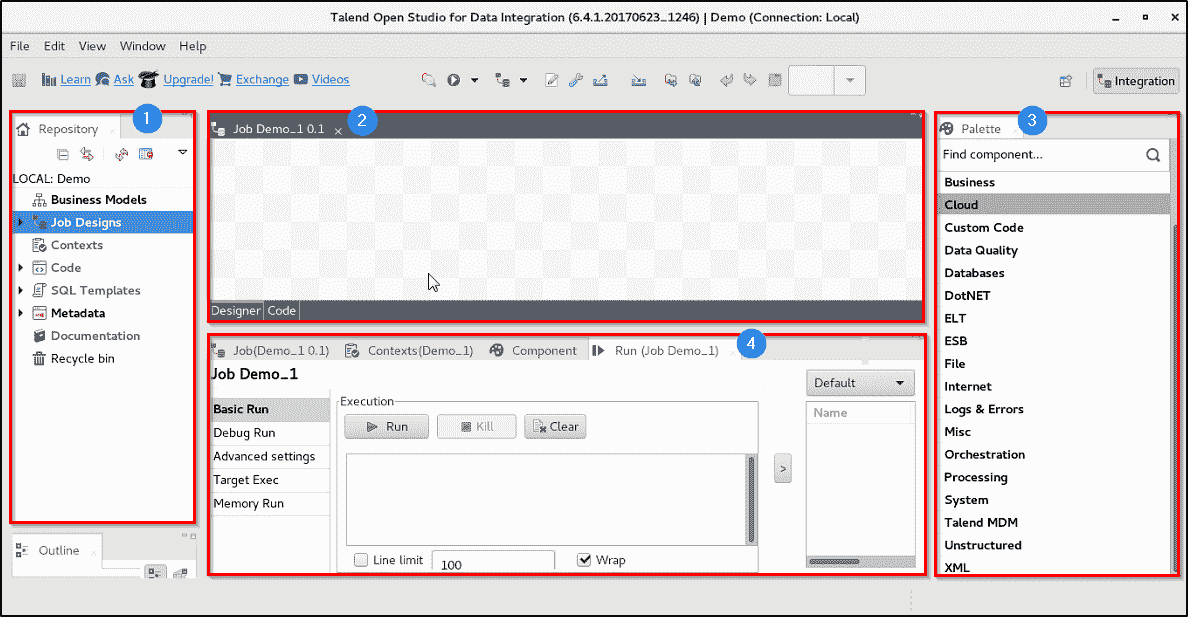 Talend Open Studio for Data Integration (6.4.1.20170623_1246) | Demo (Connection: Local)
File Edit View Window Help
Learn Ask Upgrade! Exchange Videos Integration
1
Repository
LOCAL: Demo
Business Models
Job Designs
Contexts
Code
SQL Templates
Metadata
Documentation
Recycle bin
Outline
2
Job Demo_1 0.1
Designer Code
4
Job(Demo_1 0.1) Contexts(Demo_1) Component Run (Job Demo_1)
Job Demo_1
Default
Basic Run
Debug Run
Advanced settings
Target Exec
Memory Run
Execution
Run Kill Clear
>
Name
Line limit 100 Wrap
3
Palette
Find component...
Business
Cloud
Custom Code
Data Quality
Databases
DotNET
ELT
ESB
File
Internet
Logs & Errors
Misc
Orchestration
Processing
System
Talend MDM
Unstructured
XML